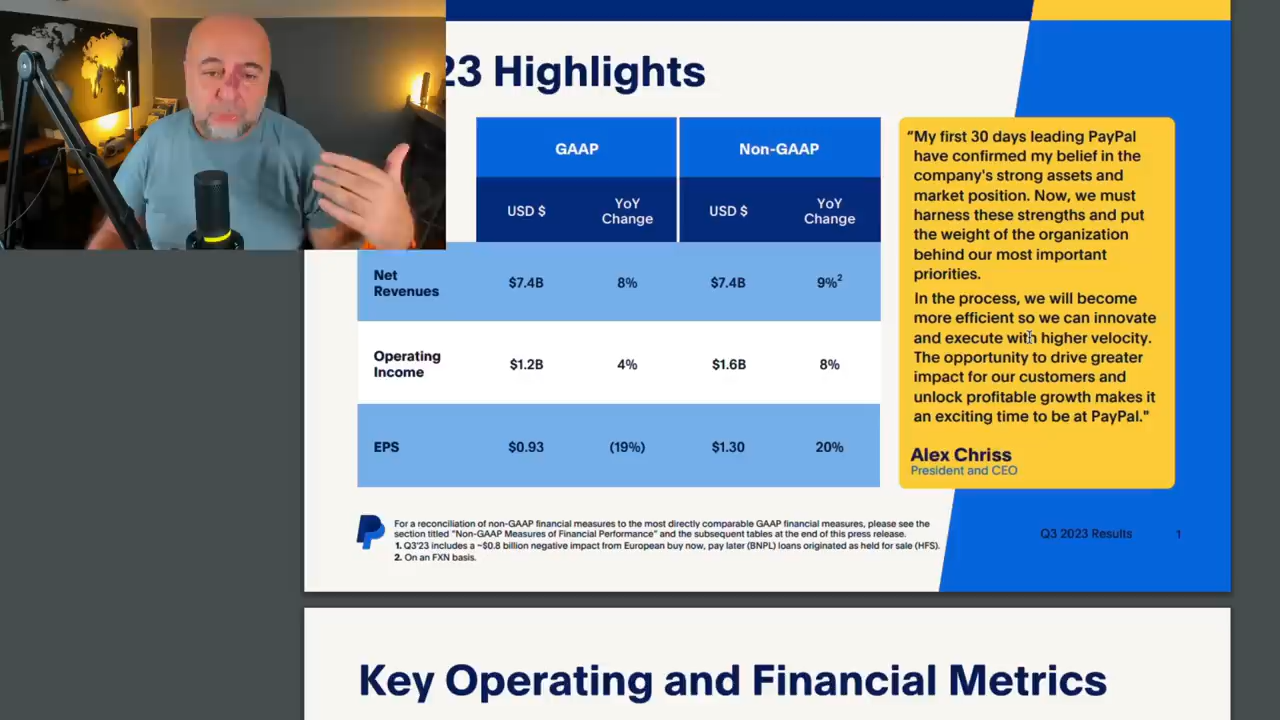 23 Highlights
GAAP
Non-GAAP
USD $
YoY
Change
USD $
YoY
Change
Net
Revenues
$7.4B
8%
$7.4B
9%2
Operating
Income
$1.2B
4%
$1.6B
8%
EPS
$0.93
(19%)
$1.30
20%
"My first 30 days leading PayPal
have confirmed my belief in the
company's strong assets and
market position. Now, we must
harness these strengths and put
the weight of the organization
behind our most important
priorities.
In the process, we will become
more efficient so we can innovate
and execute with higher velocity.
The opportunity to drive greater
impact for our customers and
unlock profitable growth makes it
an exciting time to be at PayPal."
Alex Chriss
President and CEO
For a reconciliation of non-GAAP financial measures to the most directly comparable GAAP financial measures, please see the
section titled "Non-GAAP Measures of Financial Performance" and the subsequent tables at the end of this press release.
1. Q3'23 includes a ~$0.8 billion negative impact from European buy now, pay later (BNPL) loans originated as held for sale (HFS).
2. On an FXN basis.
Q3 2023 Results
1
Key Operating and Financial Metrics